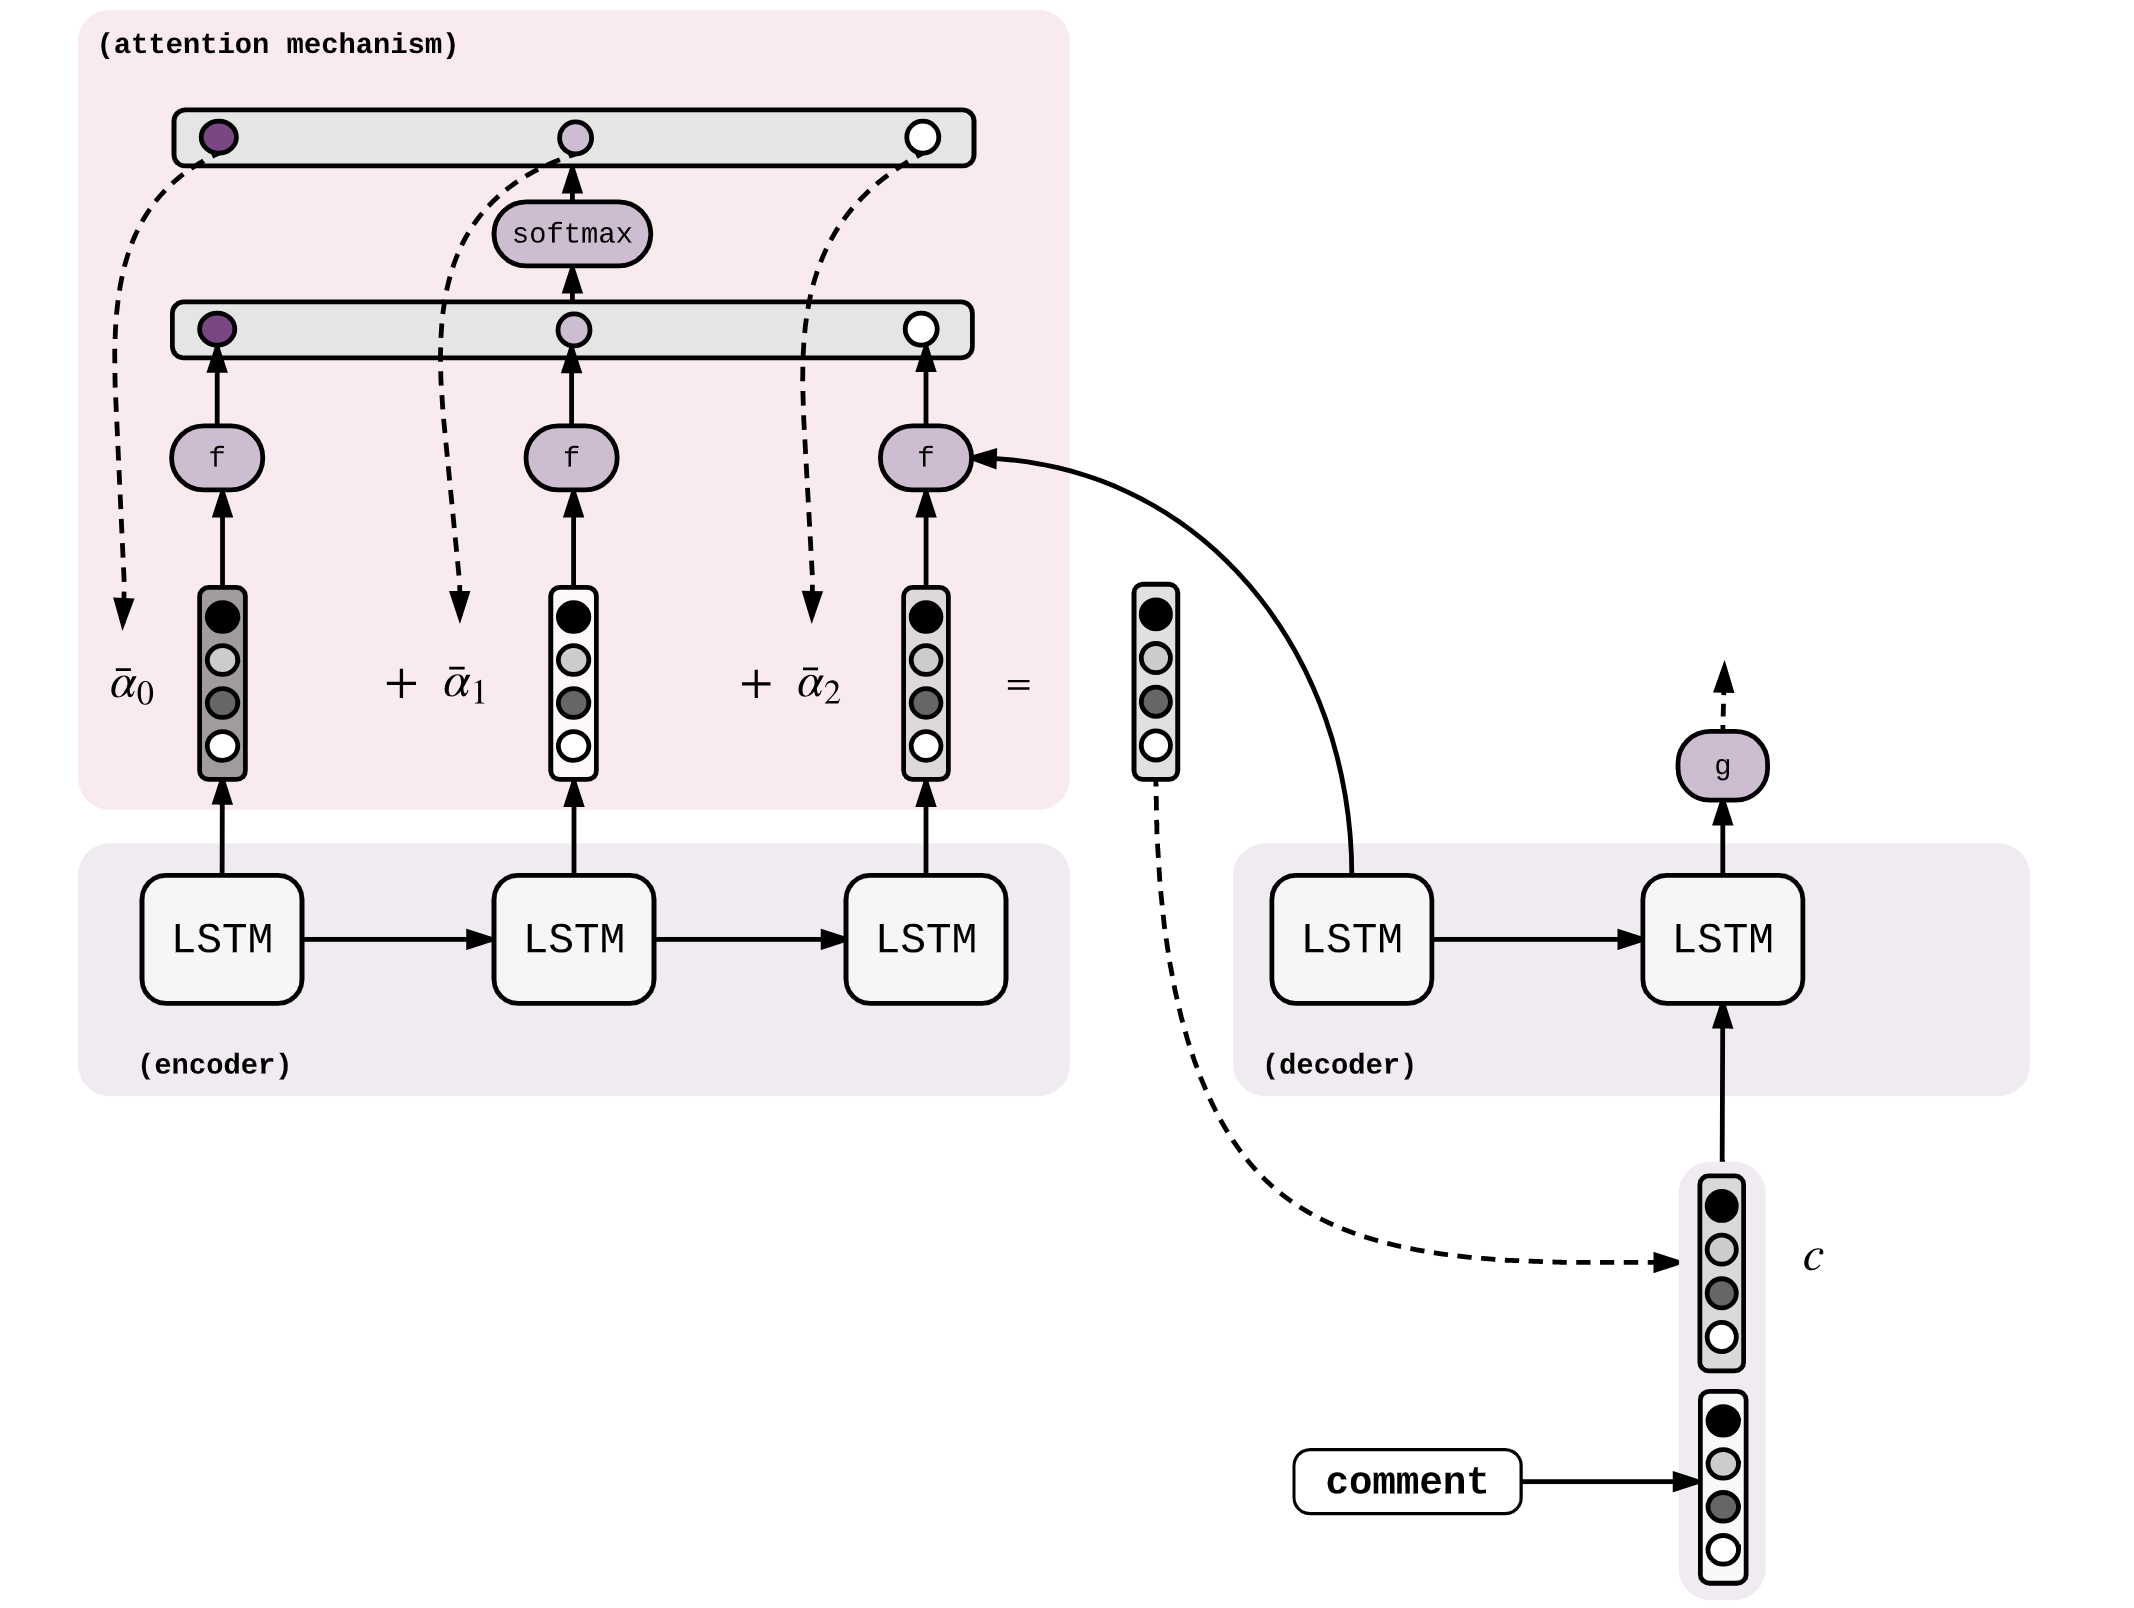 (attention mechanism)
softmax
f f f
ᾱ0 + ᾱ1 + ᾱ2 =
g
LSTM LSTM LSTM LSTM LSTM
(encoder) (decoder)
c
comment